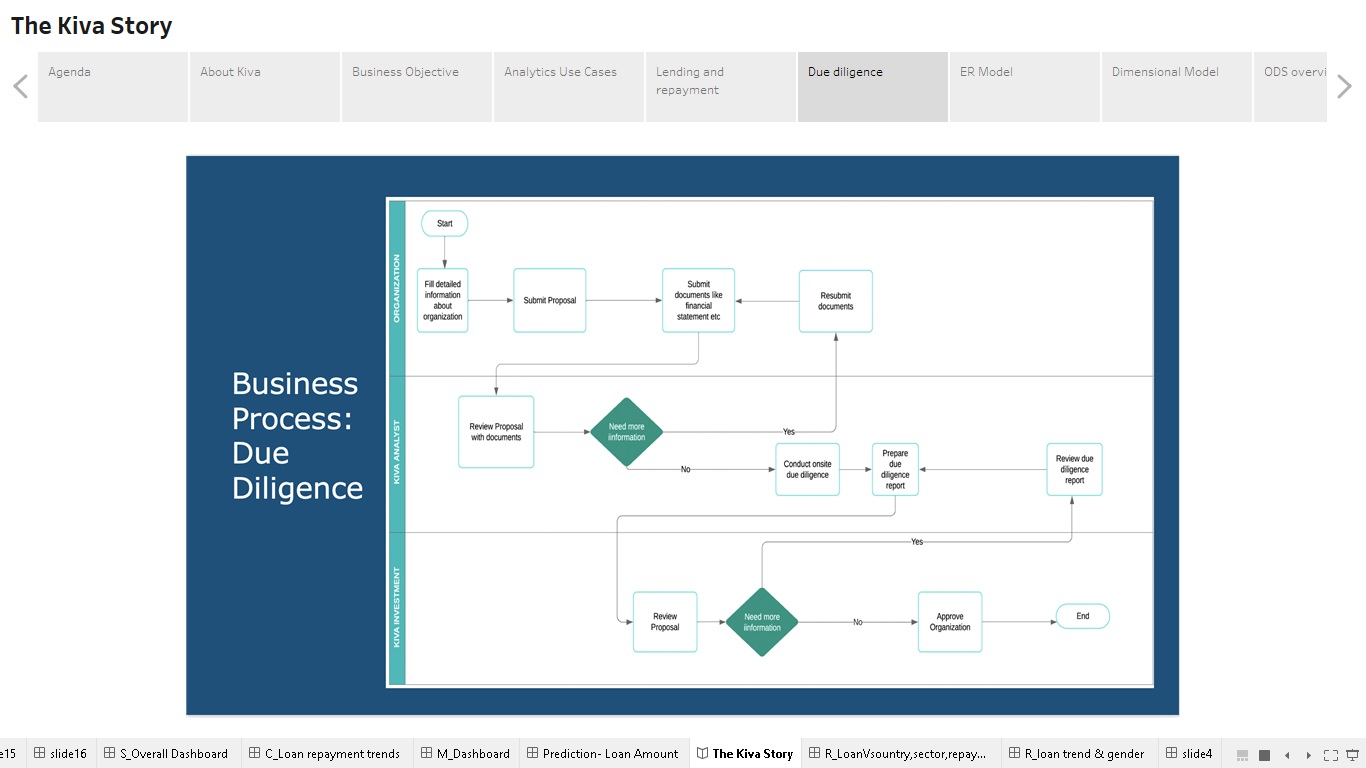 The Kiva Story
Agenda
About Kiva
Business Objective
Analytics Use Cases
Lending and
repayment
Due diligence
ER Model
Dimensional Model
ODS overvi
Business
Process:
Due
Diligence
ORGANIZATION
Start
Fill detailed
information
about
organization
Submit Proposal
Submit
documents like
financial
statement etc
Resubmit
documents
KIVA ANALYST
Review Proposal
with documents
Need more
iinformation
Yes
No
Conduct onsite
due diligence
Prepare
due
diligence
report
Review due
diligence
report
KIVA INVESTMENT
Yes
Review
Proposal
Need more
iinformation
No
Approve
Organization
End
e15
slide16
S_Overall Dashboard
C_Loan repayment trends
M_Dashboard
Prediction- Loan Amount
The Kiva Story
R_LoanVsountry,sector,repay...
R_loan trend & gender
slide4